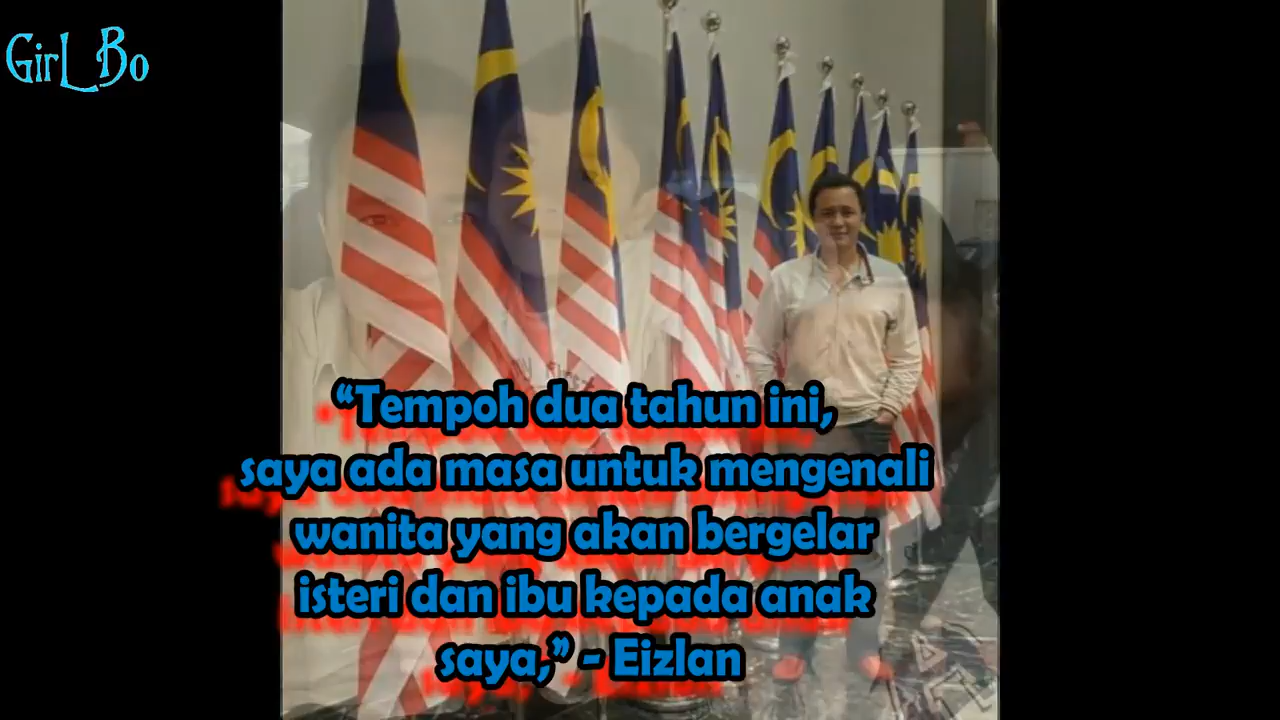 GirL_Bo
“Tempoh dua tahun ini,
saya ada masa untuk mengenali
wanita yang akan bergelar
isteri dan ibu kepada anak
saya,” - Eizlan